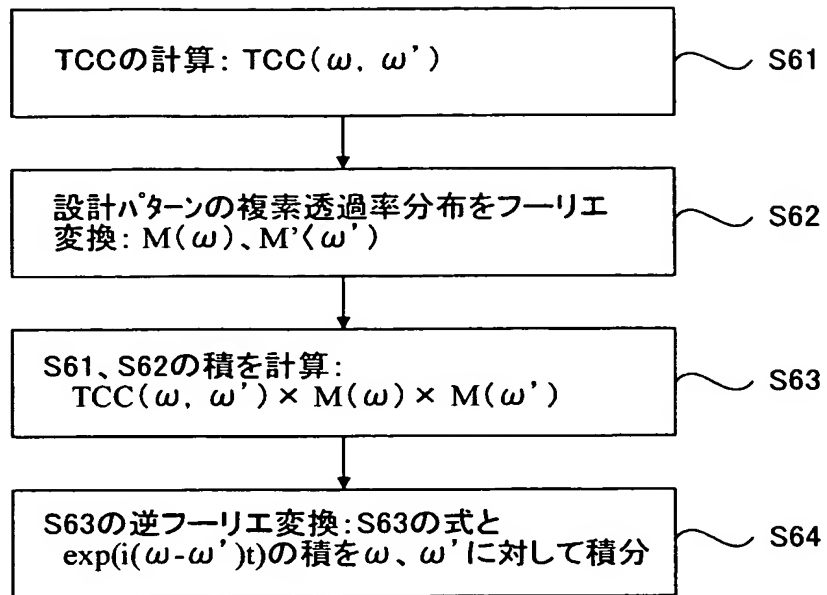 TCCの計算: TCC(ω, ω')
S61
設計パターンの複素透過率分布をフーリエ
変換: M(ω)、M'(ω')
S62
S61、S62の積を計算:
TCC(ω, ω')× M(ω)× M(ω')
S63
S63の逆フーリエ変換:S63の式と
exp(i(ω-ω')t)の積をω、ω'に対して積分
S64